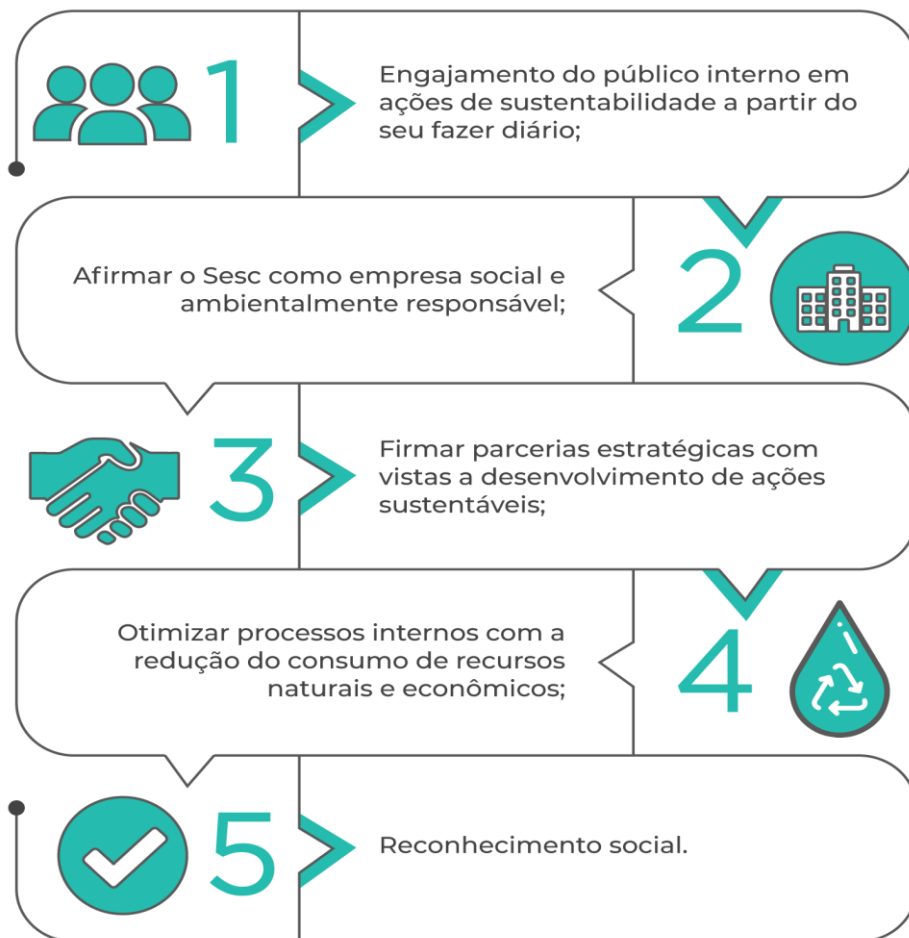 1
Engajamento do público interno em
ações de sustentabilidade a partir do
seu fazer diário;
2
Afirmar o Sesc como empresa social e
ambientalmente responsável;
3
Firmar parcerias estratégicas com
vistas a desenvolvimento de ações
sustentáveis;
4
Otimizar processos internos com a
redução do consumo de recursos
naturais e econômicos;
5
Reconhecimento social.